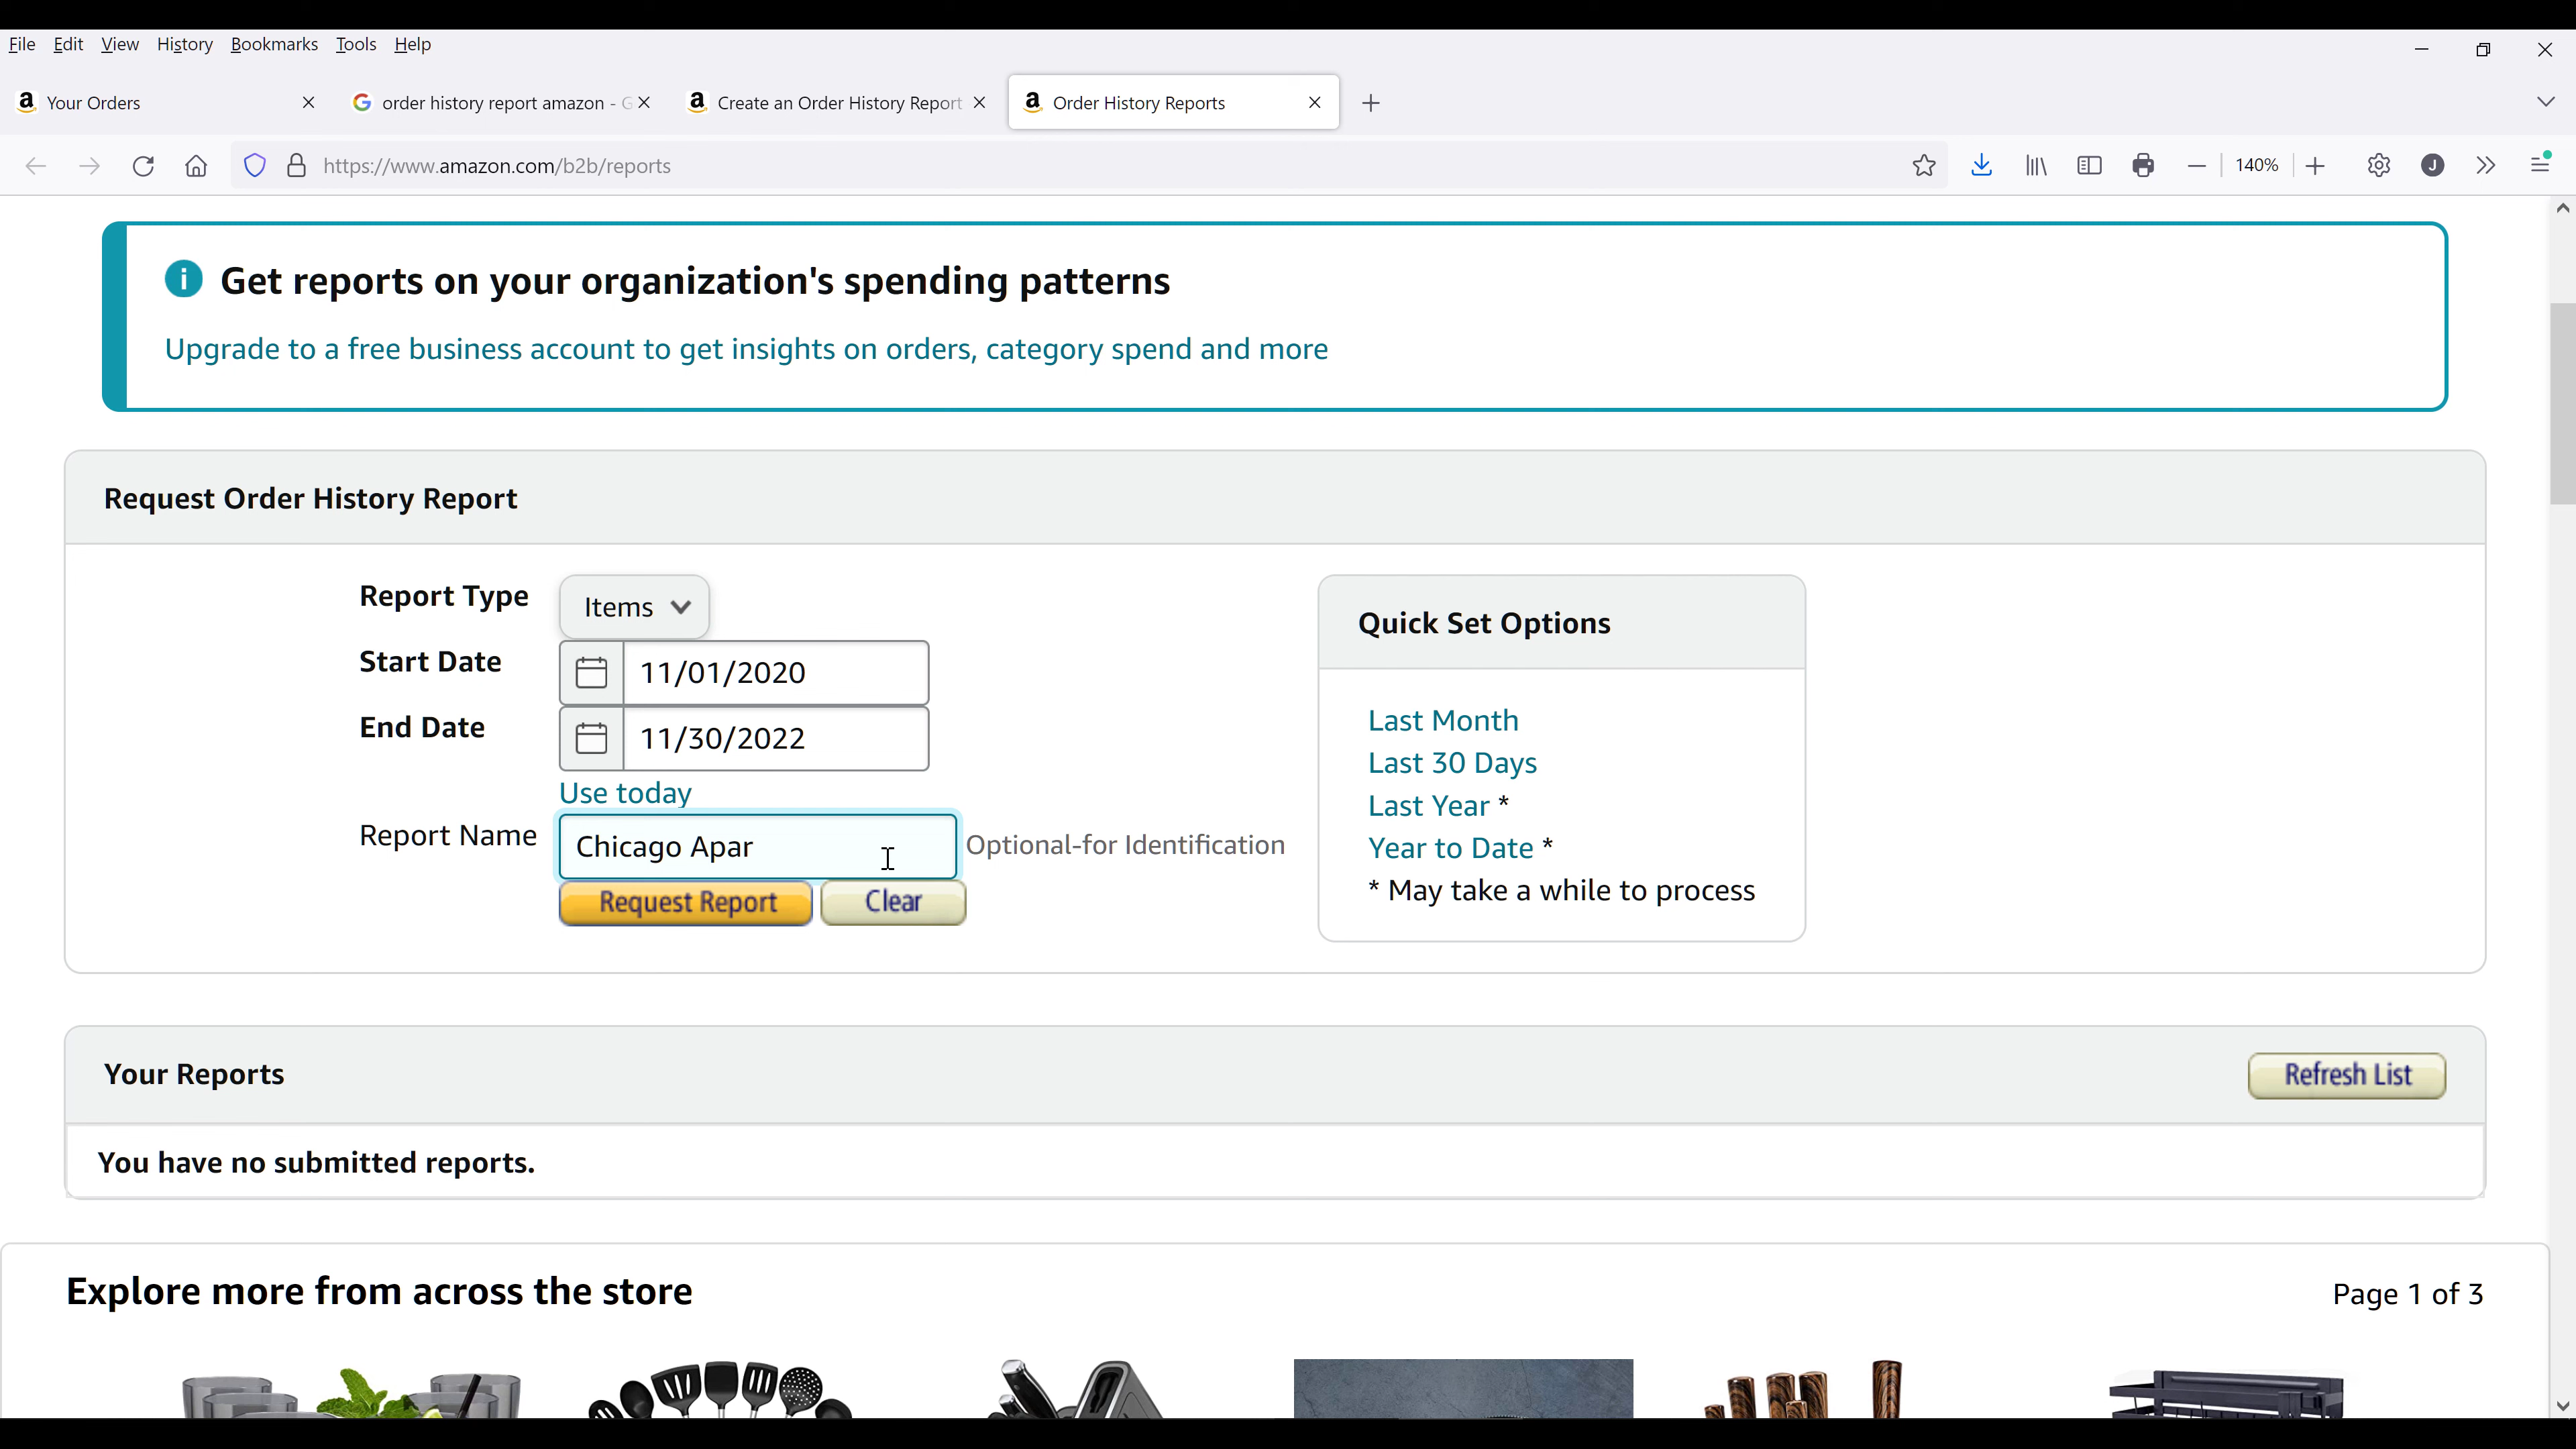 File Edit View History Bookmarks Tools Help
Your Orders
order history report amazon - G
Create an Order History Report
Order History Reports
https://www.amazon.com/b2b/reports
140%
J
Get reports on your organization's spending patterns
Upgrade to a free business account to get insights on orders, category spend and more
Request Order History Report
Report Type Items
Start Date 11/01/2020
End Date 11/30/2022
Use today
Report Name Chicago Apar Optional-for Identification
Request Report Clear
Quick Set Options
Last Month
Last 30 Days
Last Year *
Year to Date *
* May take a while to process
Your Reports Refresh List
You have no submitted reports.
Explore more from across the store Page 1 of 3